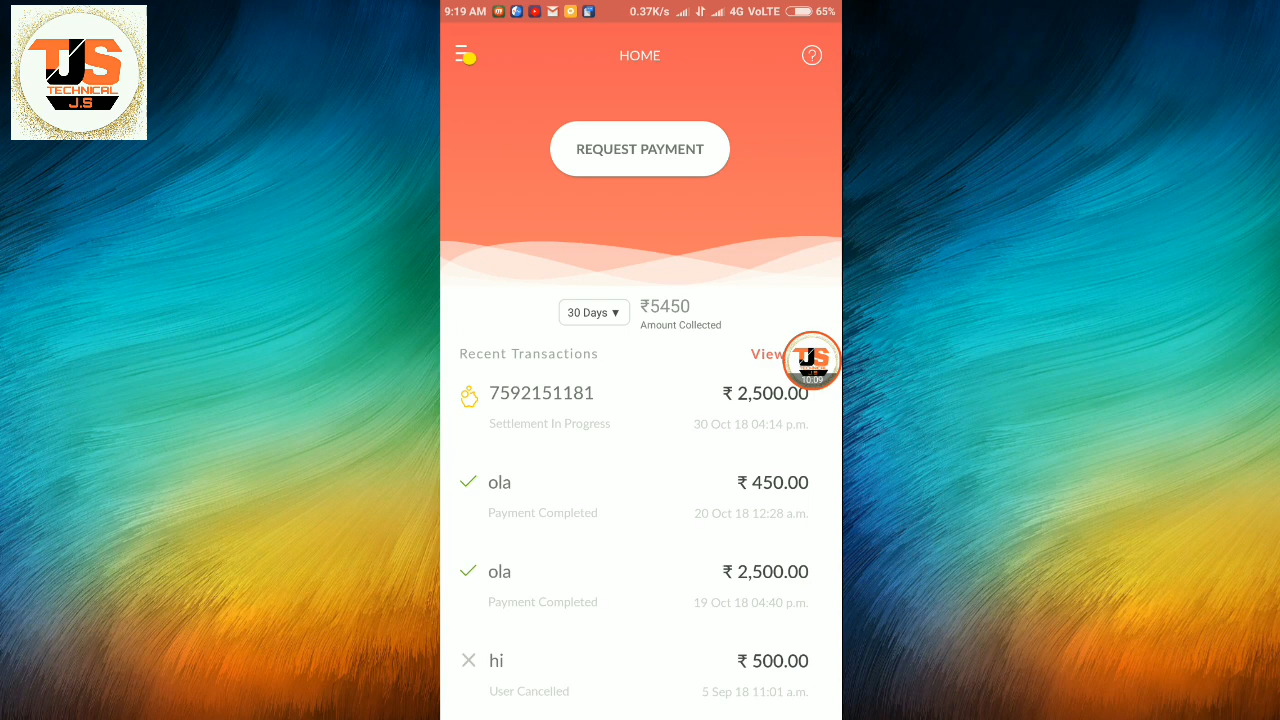 TJS
TECHNICAL
J.S
9:19 AM
0.37K/s
4G VoLTE
65%
HOME
REQUEST PAYMENT
30 Days ▼
₹5450
Amount Collected
Recent Transactions
View
TJS
J.S
10:09
7592151181
₹ 2,500.00
Settlement In Progress
30 Oct 18 04:14 p.m.
ola
₹ 450.00
Payment Completed
20 Oct 18 12:28 a.m.
ola
₹ 2,500.00
Payment Completed
19 Oct 18 04:40 p.m.
hi
₹ 500.00
User Cancelled
5 Sep 18 11:01 a.m.